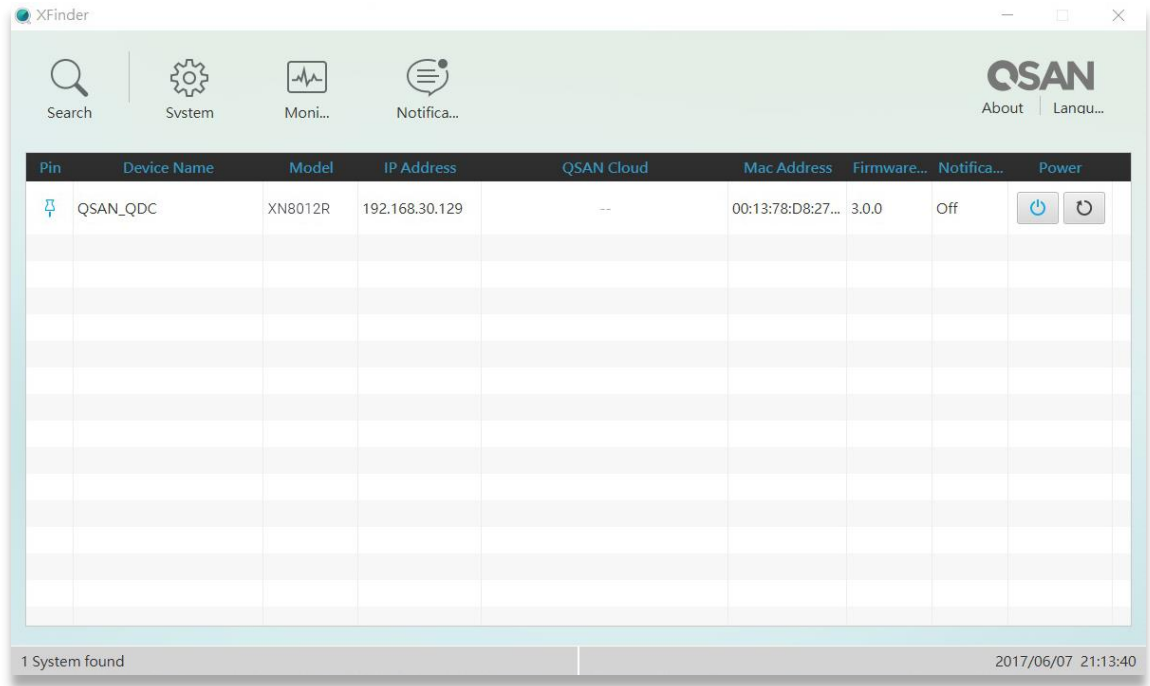 XFinder
QSAN
Search System Moni... Notifica... About Langu...
Pin Device Name Model IP Address QSAN Cloud Mac Address Firmware... Notifica... Power
QSAN_QDC XN8012R 192.168.30.129 -- 00:13:78:D8:27... 3.0.0 Off
1 System found 2017/06/07 21:13:40